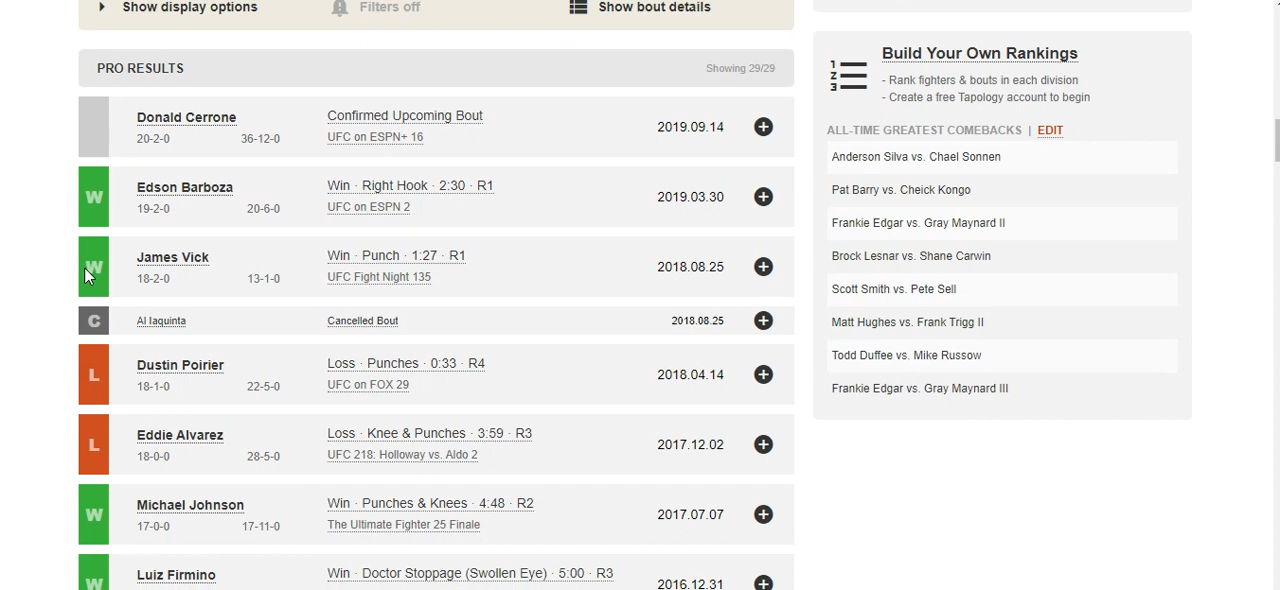 Show display options
Filters off
Show bout details
PRO RESULTS
Showing 29/29
Donald Cerrone
20-2-0 36-12-0
Confirmed Upcoming Bout
UFC on ESPN+ 16
2019.09.14
W
Edson Barboza
19-2-0 20-6-0
Win · Right Hook · 2:30 · R1
UFC on ESPN 2
2019.03.30
W
James Vick
18-2-0 13-1-0
Win · Punch · 1:27 · R1
UFC Fight Night 135
2018.08.25
C
Al Iaquinta
Cancelled Bout
2018.08.25
L
Dustin Poirier
18-1-0 22-5-0
Loss · Punches · 0:33 · R4
UFC on FOX 29
2018.04.14
L
Eddie Alvarez
18-0-0 28-5-0
Loss · Knee & Punches · 3:59 · R3
UFC 218: Holloway vs. Aldo 2
2017.12.02
W
Michael Johnson
17-0-0 17-11-0
Win · Punches & Knees · 4:48 · R2
The Ultimate Fighter 25 Finale
2017.07.07
W
Luiz Firmino
Win · Doctor Stoppage (Swollen Eye) · 5:00 · R3
2016.12.31
1
2
3
Build Your Own Rankings
- Rank fighters & bouts in each division
- Create a free Tapology account to begin
ALL-TIME GREATEST COMEBACKS | EDIT
Anderson Silva vs. Chael Sonnen
Pat Barry vs. Cheick Kongo
Frankie Edgar vs. Gray Maynard II
Brock Lesnar vs. Shane Carwin
Scott Smith vs. Pete Sell
Matt Hughes vs. Frank Trigg II
Todd Duffee vs. Mike Russow
Frankie Edgar vs. Gray Maynard III